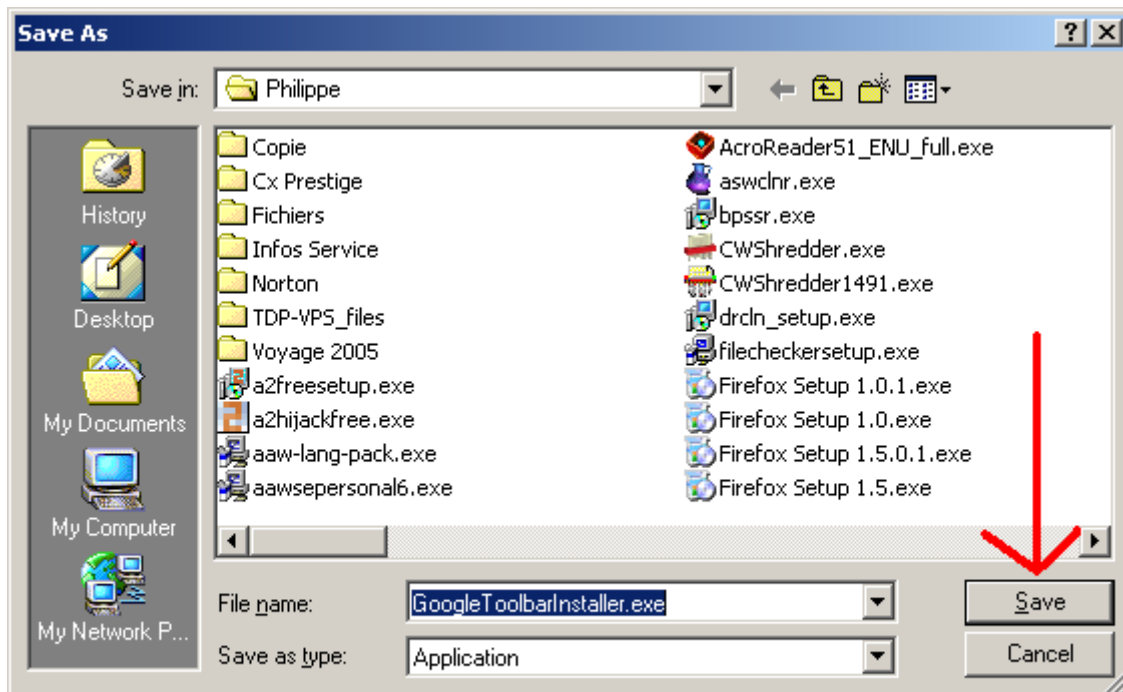 Save As
Save in: Philippe
History
Desktop
My Documents
My Computer
My Network P...
Copie
Cx Prestige
Fichiers
Infos Service
Norton
TDP-VPS_files
Voyage 2005
a2freesetup.exe
a2hijackfree.exe
aaw-lang-pack.exe
aawsepersonal6.exe
AcroReader51_ENU_full.exe
aswclnr.exe
bpssr.exe
CWShredder.exe
CWShredder1491.exe
drcln_setup.exe
filecheckersetup.exe
Firefox Setup 1.0.1.exe
Firefox Setup 1.0.exe
Firefox Setup 1.5.0.1.exe
Firefox Setup 1.5.exe
File name: GoogleToolbarInstaller.exe Save
Save as type: Application Cancel